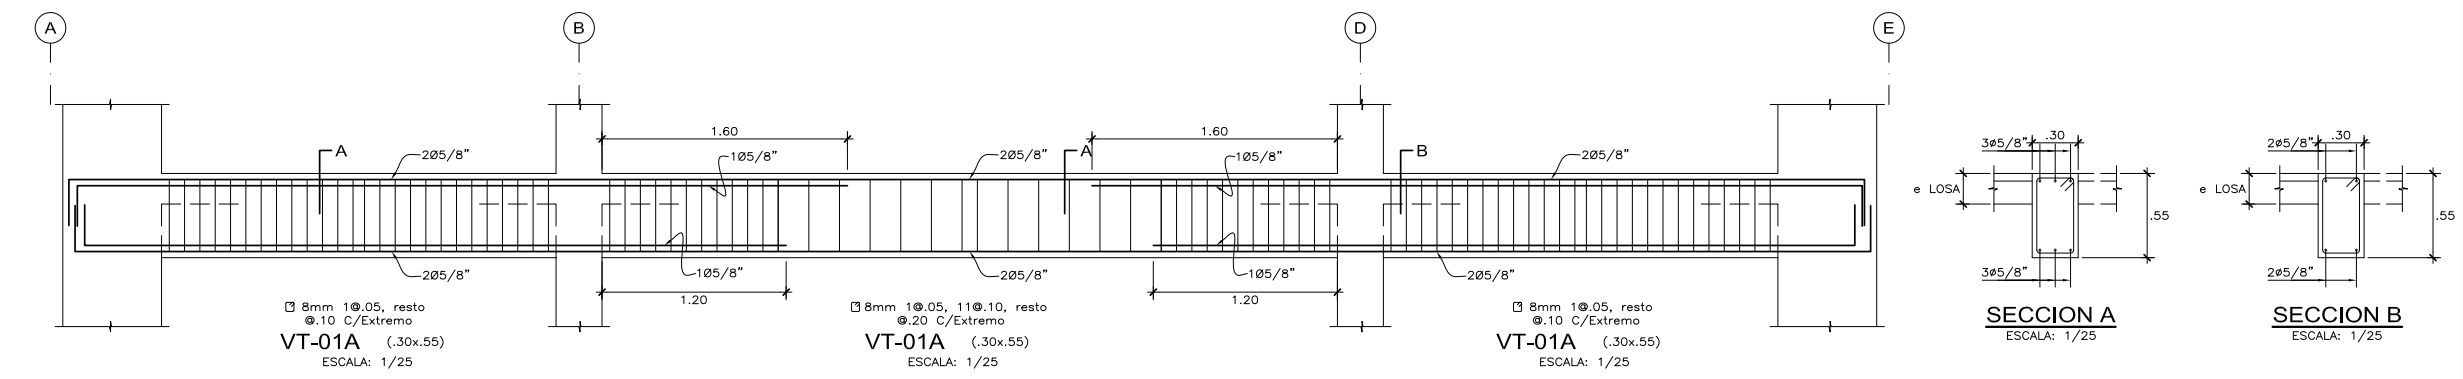 A
B
D
E
1.60
1.60
A
2Ø5/8"
1Ø5/8"
2Ø5/8"
A
1Ø5/8"
B
2Ø5/8"
2Ø5/8"
1Ø5/8"
2Ø5/8"
1Ø5/8"
2Ø5/8"
1.20
1.20
8mm 1@.05, resto
@.10 C/Extremo
VT-01A (.30x.55)
ESCALA: 1/25
8mm 1@.05, 11@.10, resto
@.20 C/Extremo
VT-01A (.30x.55)
ESCALA: 1/25
8mm 1@.05, resto
@.10 C/Extremo
VT-01A (.30x.55)
ESCALA: 1/25
3ø5/8"
.30
e LOSA
.55
3ø5/8"
SECCION A
ESCALA: 1/25
2ø5/8"
.30
e LOSA
.55
2ø5/8"
SECCION B
ESCALA: 1/25